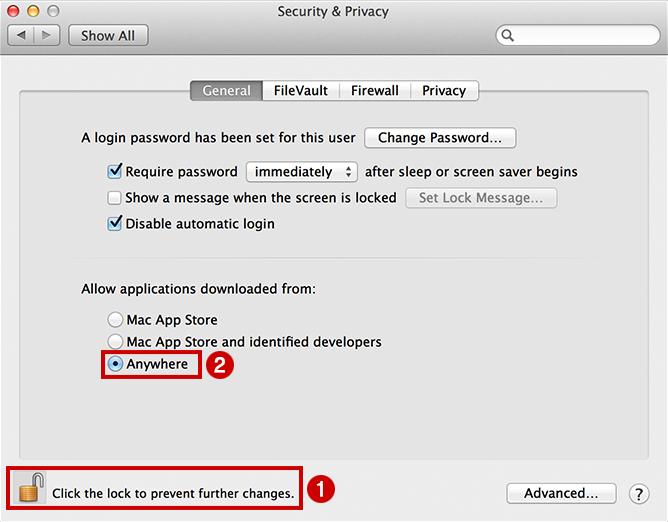 Security & Privacy
Show All
General FileVault Firewall Privacy
A login password has been set for this user Change Password...
Require password immediately after sleep or screen saver begins
Show a message when the screen is locked Set Lock Message...
Disable automatic login
Allow applications downloaded from:
Mac App Store
Mac App Store and identified developers
Anywhere 2
Click the lock to prevent further changes. 1 Advanced... ?